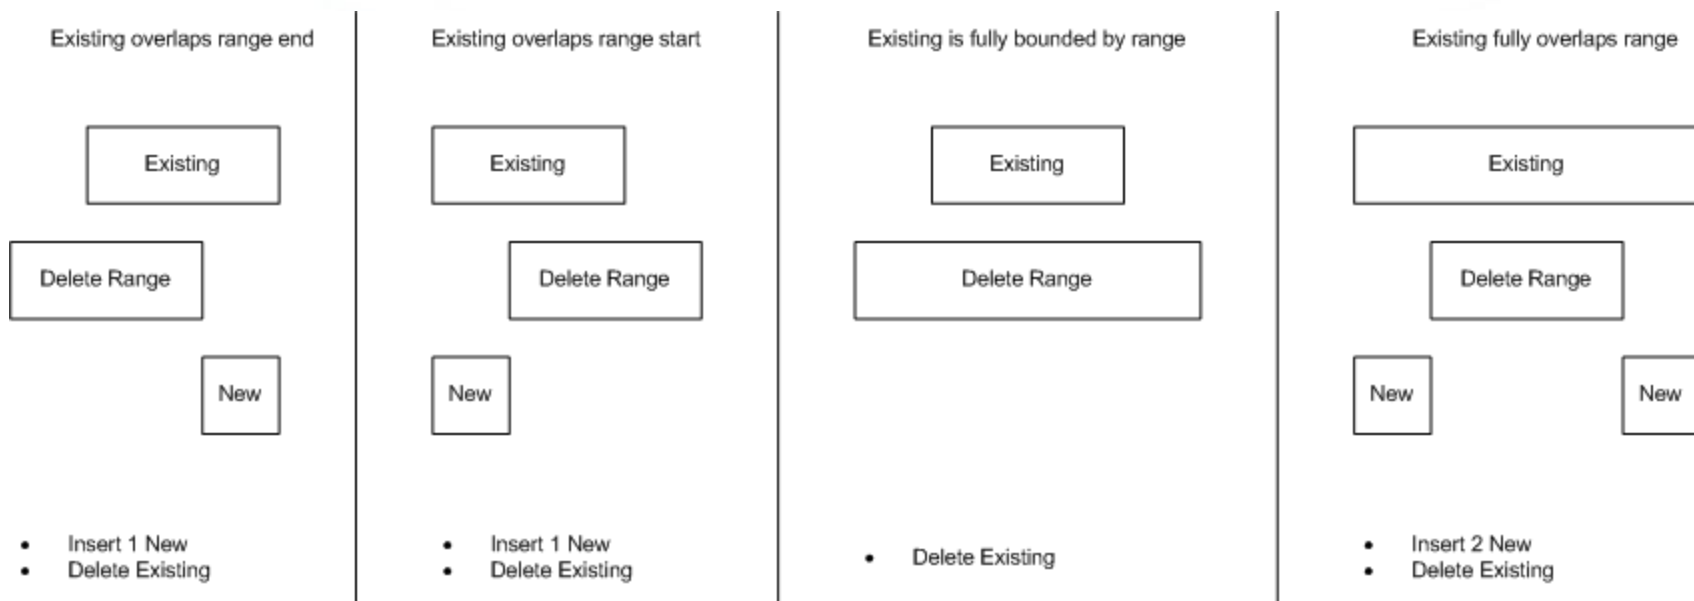 Existing overlaps range end
Existing
Delete Range
New
• Insert 1 New
• Delete Existing
Existing overlaps range start
Existing
Delete Range
New
• Insert 1 New
• Delete Existing
Existing is fully bounded by range
Existing
Delete Range
• Delete Existing
Existing fully overlaps range
Existing
Delete Range
New
New
• Insert 2 New
• Delete Existing